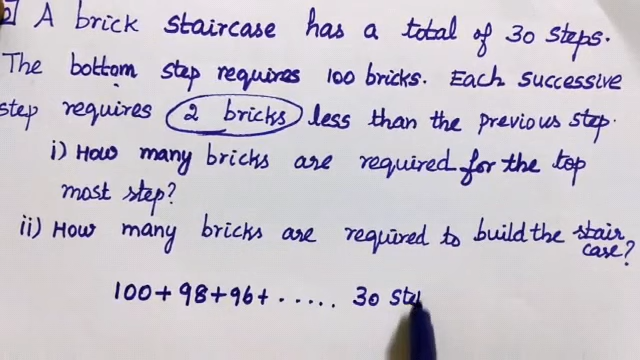 A brick staircase has a total of 30 steps.
The bottom step requires 100 bricks. Each successive
step requires 2 bricks less than the previous step.
i) How many bricks are required for the top
most step?
ii) How many bricks are required to build the stair
case?
100+98+96+..... 30 ste